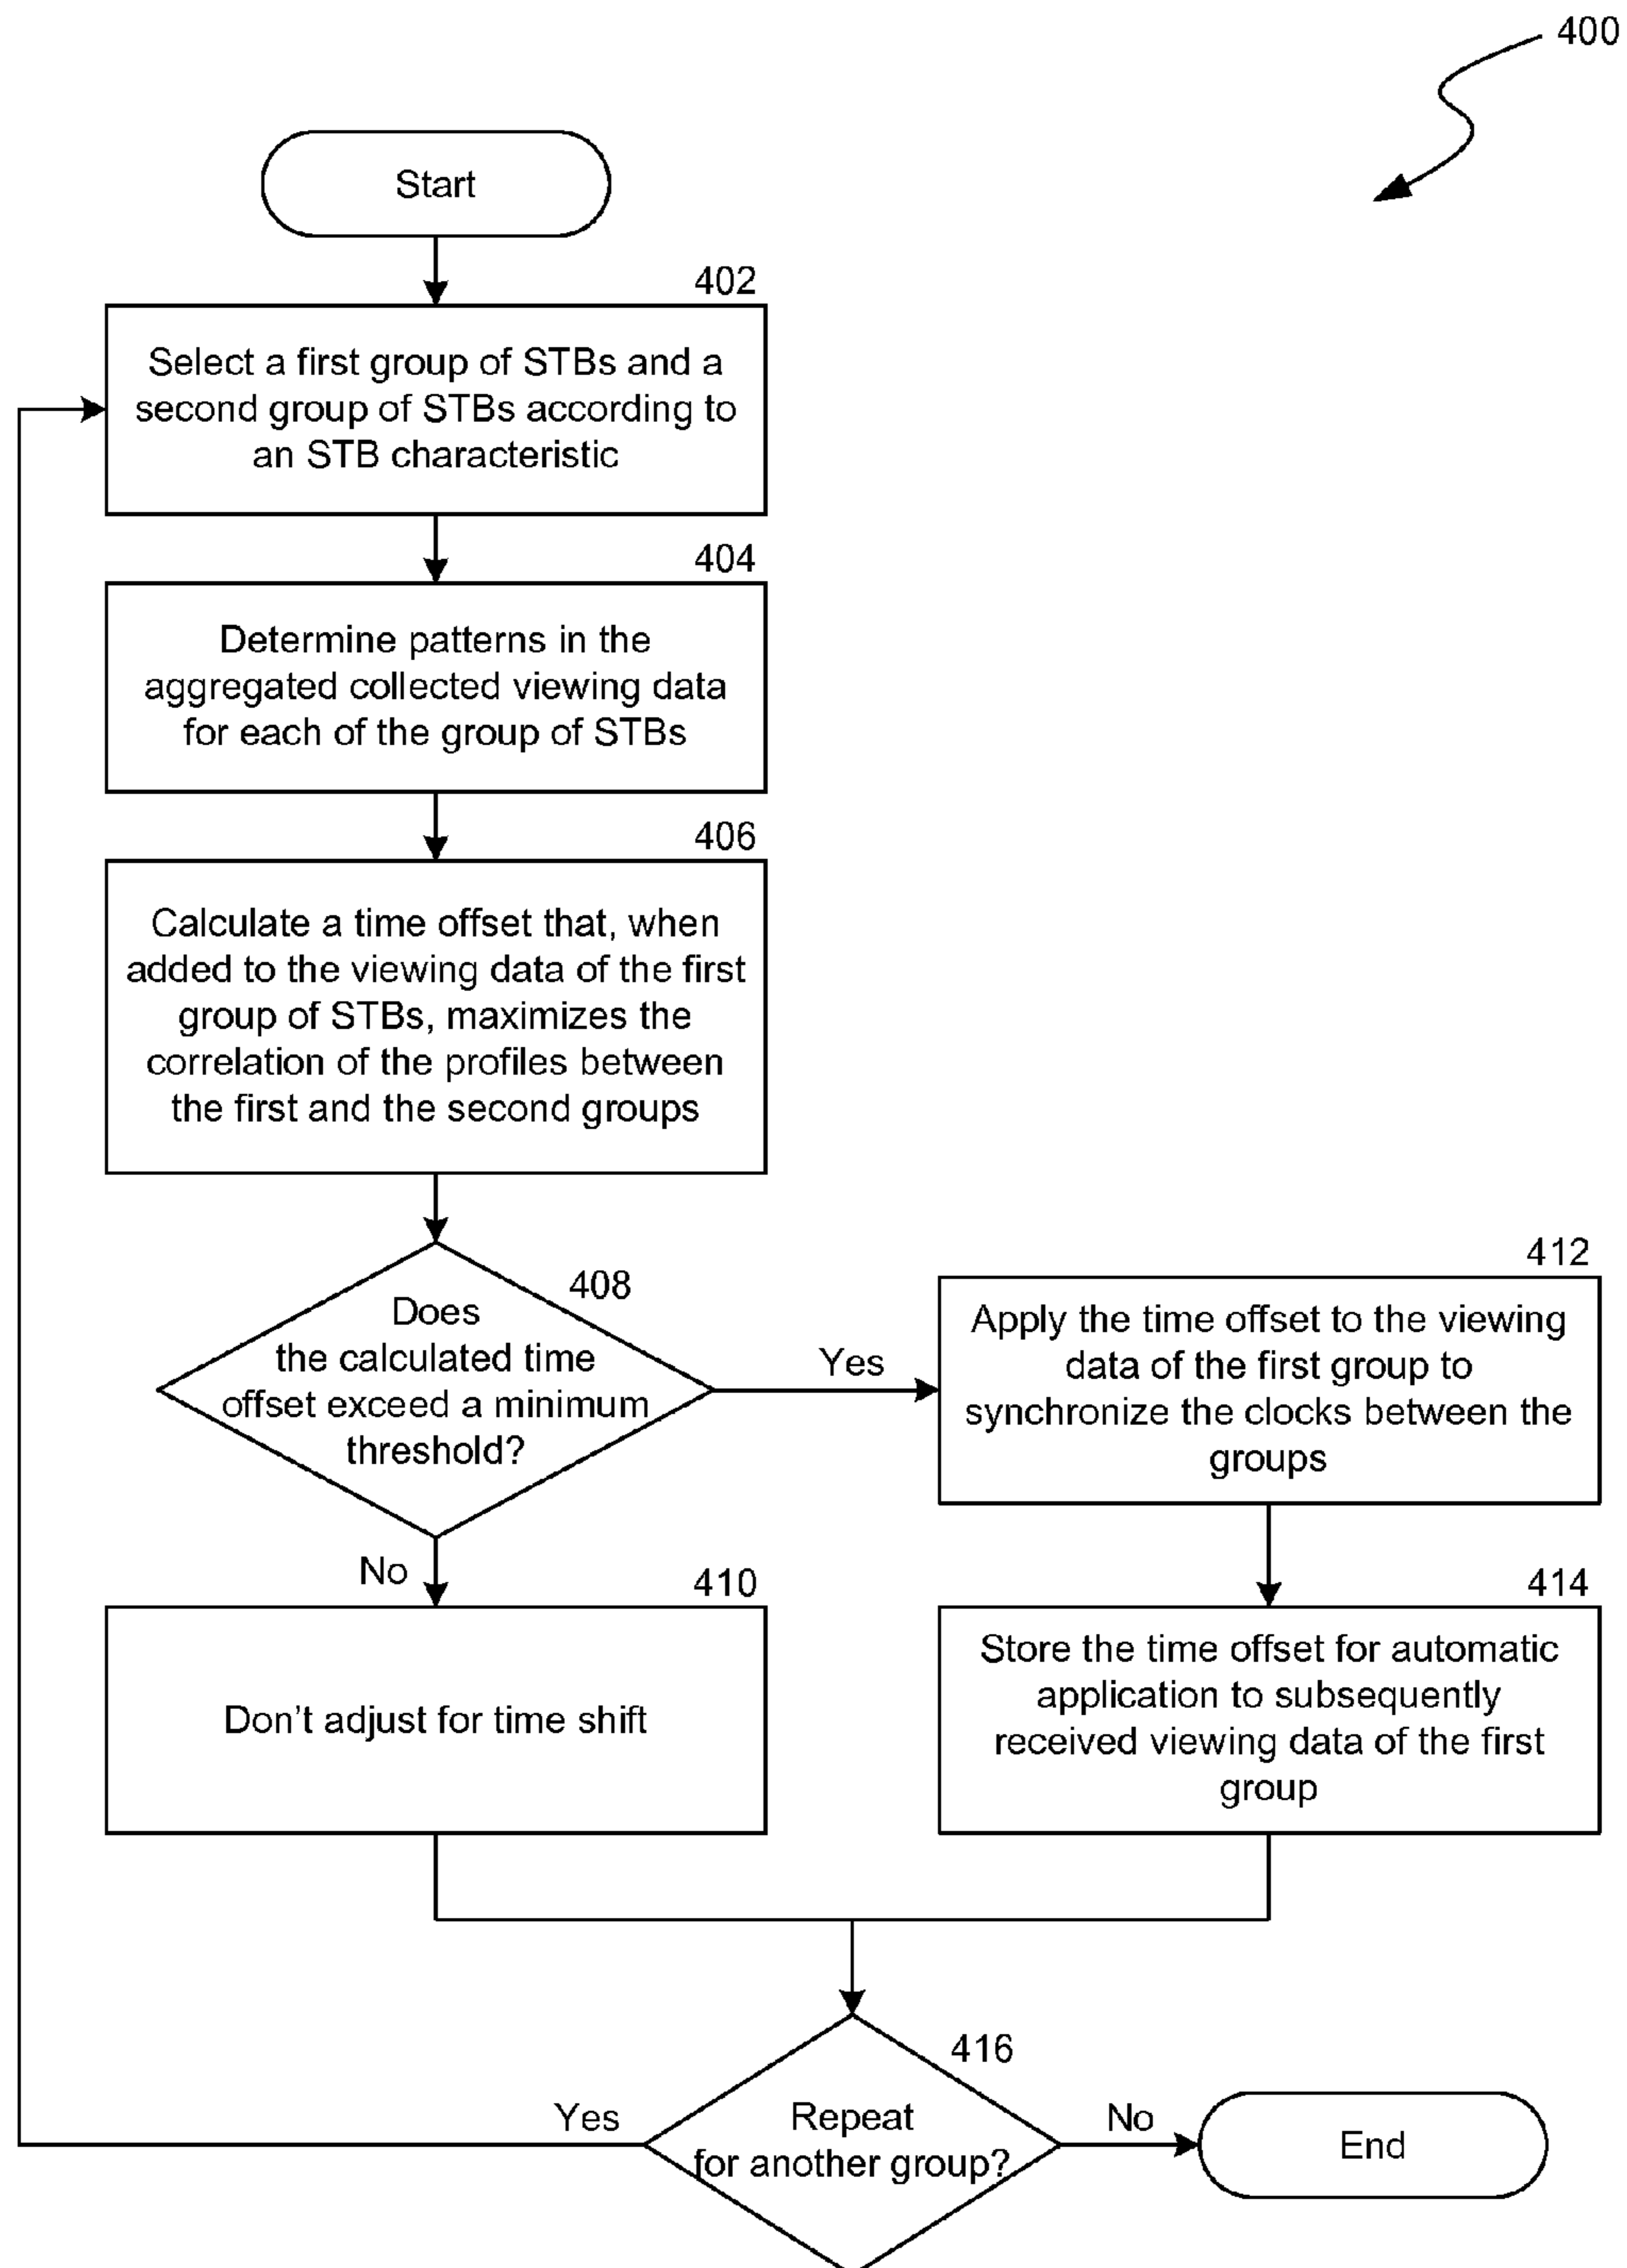 400
Start
402
Select a first group of STBs and a
second group of STBs according to
an STB characteristic
404
Determine patterns in the
aggregated collected viewing data
for each of the group of STBs
406
Calculate a time offset that, when
added to the viewing data of the first
group of STBs, maximizes the
correlation of the profiles between
the first and the second groups
408
Does
the calculated time
offset exceed a minimum
threshold?
Yes
412
Apply the time offset to the viewing
data of the first group to
synchronize the clocks between the
groups
No
410
Don't adjust for time shift
414
Store the time offset for automatic
application to subsequently
received viewing data of the first
group
416
Repeat
for another group?
Yes
No
End